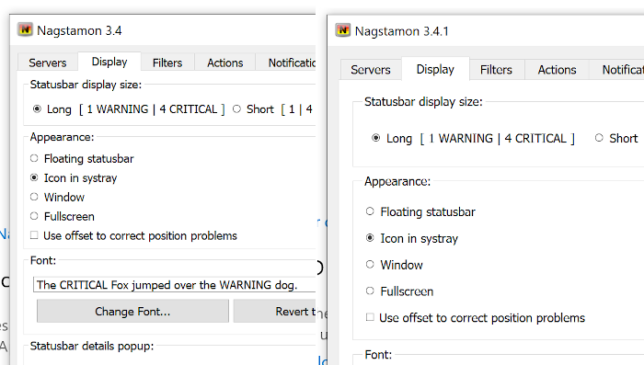 Nagstamon 3.4
Servers Display Filters Actions
Statusbar display size:
Long [ 1 WARNING | 4 CRITICAL ] Short [ 1 | 4
Appearance:
Floating statusbar
Icon in systray
Window
Fullscreen
Use offset to correct position problems
Font:
The CRITICAL Fox jumped over the WARNING dog.
Change Font... Revert
Statusbar details popup:
Nagstamon 3.4.1
Servers Display Filters Actions
Statusbar display size:
Long [ 1 WARNING | 4 CRITICAL ] Short
Appearance:
Floating statusbar
Icon in systray
Window
Fullscreen
Use offset to correct position problems
Font: